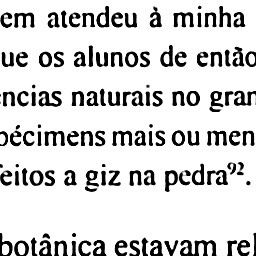 em atendeu à minha
ue os alunos de então
ências naturais no gran
pécimens mais ou men
feitos a giz na pedra⁹².
botânica estavam rel